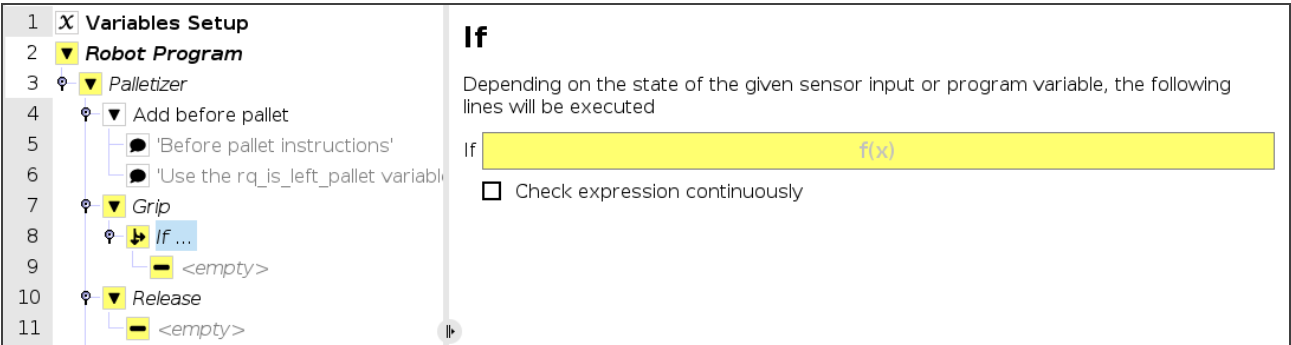 1 X Variables Setup
2 Robot Program
3 Palletizer
4 Add before pallet
5 'Before pallet instructions'
6 'Use the rq_is_left_pallet variabl
7 Grip
8 If ...
9 <empty>
10 Release
11 <empty>
If
Depending on the state of the given sensor input or program variable, the following
lines will be executed
If f(x)
Check expression continuously